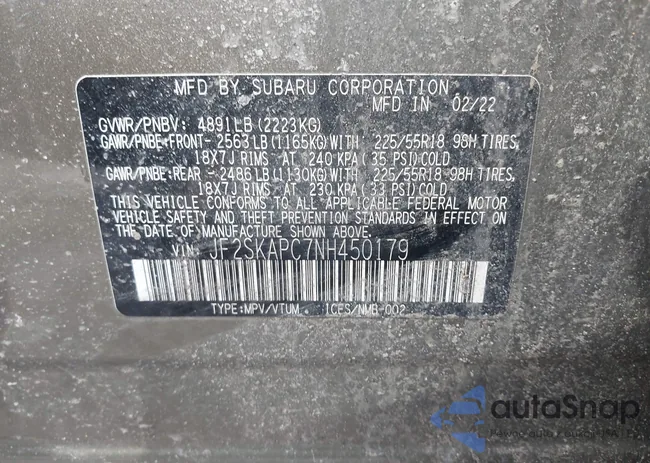 MFD BY SUBARU CORPORATION
MFD IN 02/22
GVWR/PNBV: 4891LB(2223KG)
GAWR/PNBE:FRONT- 2563LB(1165KG)WITH 225/55R18 98H TIRES,
18X7J RIMS AT 240 KPA(35 PSI)COLD
GAWR/PNBE:REAR - 2486LB(1130KG)WITH 225/55R18 98H TIRES,
18X7J RIMS AT 230 KPA(33 PSI)COLD
THIS VEHICLE CONFORMS TO ALL APPLICABLE FEDERAL MOTOR
VEHICLE SAFETY AND THEFT PREVENTION STANDARDS IN EFFECT ON
THE DATE OF MANUFACTURE SHOWN ABOVE.
VIN: JF2SKAPC7NH450179
TYPE:MPV/VTUM ICES/NMB-002
autoSnap